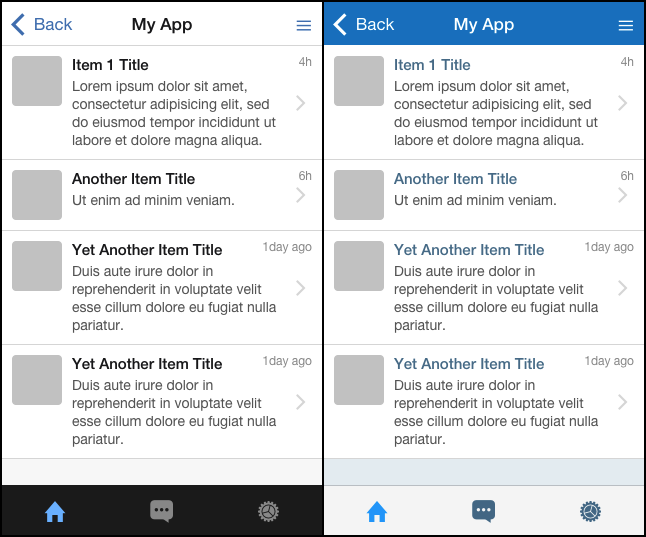 Back
My App
Item 1 Title
4h
Lorem ipsum dolor sit amet,
consectetur adipisicing elit, sed
do eiusmod tempor incididunt ut
labore et dolore magna aliqua.
Another Item Title
6h
Ut enim ad minim veniam.
Yet Another Item Title
1day ago
Duis aute irure dolor in
reprehenderit in voluptate velit
esse cillum dolore eu fugiat nulla
pariatur.
Yet Another Item Title
1day ago
Duis aute irure dolor in
reprehenderit in voluptate velit
esse cillum dolore eu fugiat nulla
pariatur.
Back
My App
Item 1 Title
4h
Lorem ipsum dolor sit amet,
consectetur adipisicing elit, sed
do eiusmod tempor incididunt ut
labore et dolore magna aliqua.
Another Item Title
6h
Ut enim ad minim veniam.
Yet Another Item Title
1day ago
Duis aute irure dolor in
reprehenderit in voluptate velit
esse cillum dolore eu fugiat nulla
pariatur.
Yet Another Item Title
1day ago
Duis aute irure dolor in
reprehenderit in voluptate velit
esse cillum dolore eu fugiat nulla
pariatur.